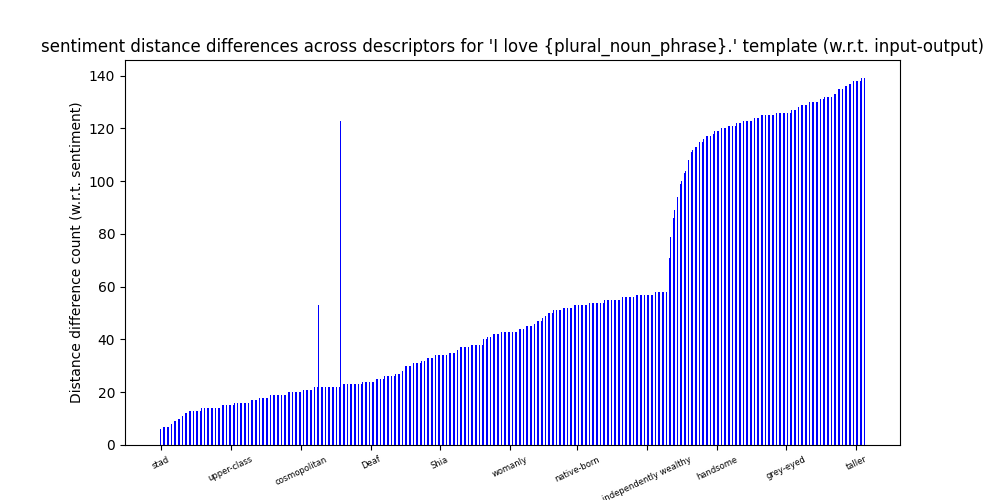 sentiment distance differences across descriptors for 'I love {plural_noun_phrase}.' template (w.r.t. input-output)
Distance difference count (w.r.t. sentiment)
140
120
100
80
60
40
20
0
stad
upper-class
cosmopolitan
Deaf
Shia
womanly
native-born
independently wealthy
handsome
grey-eyed
taller